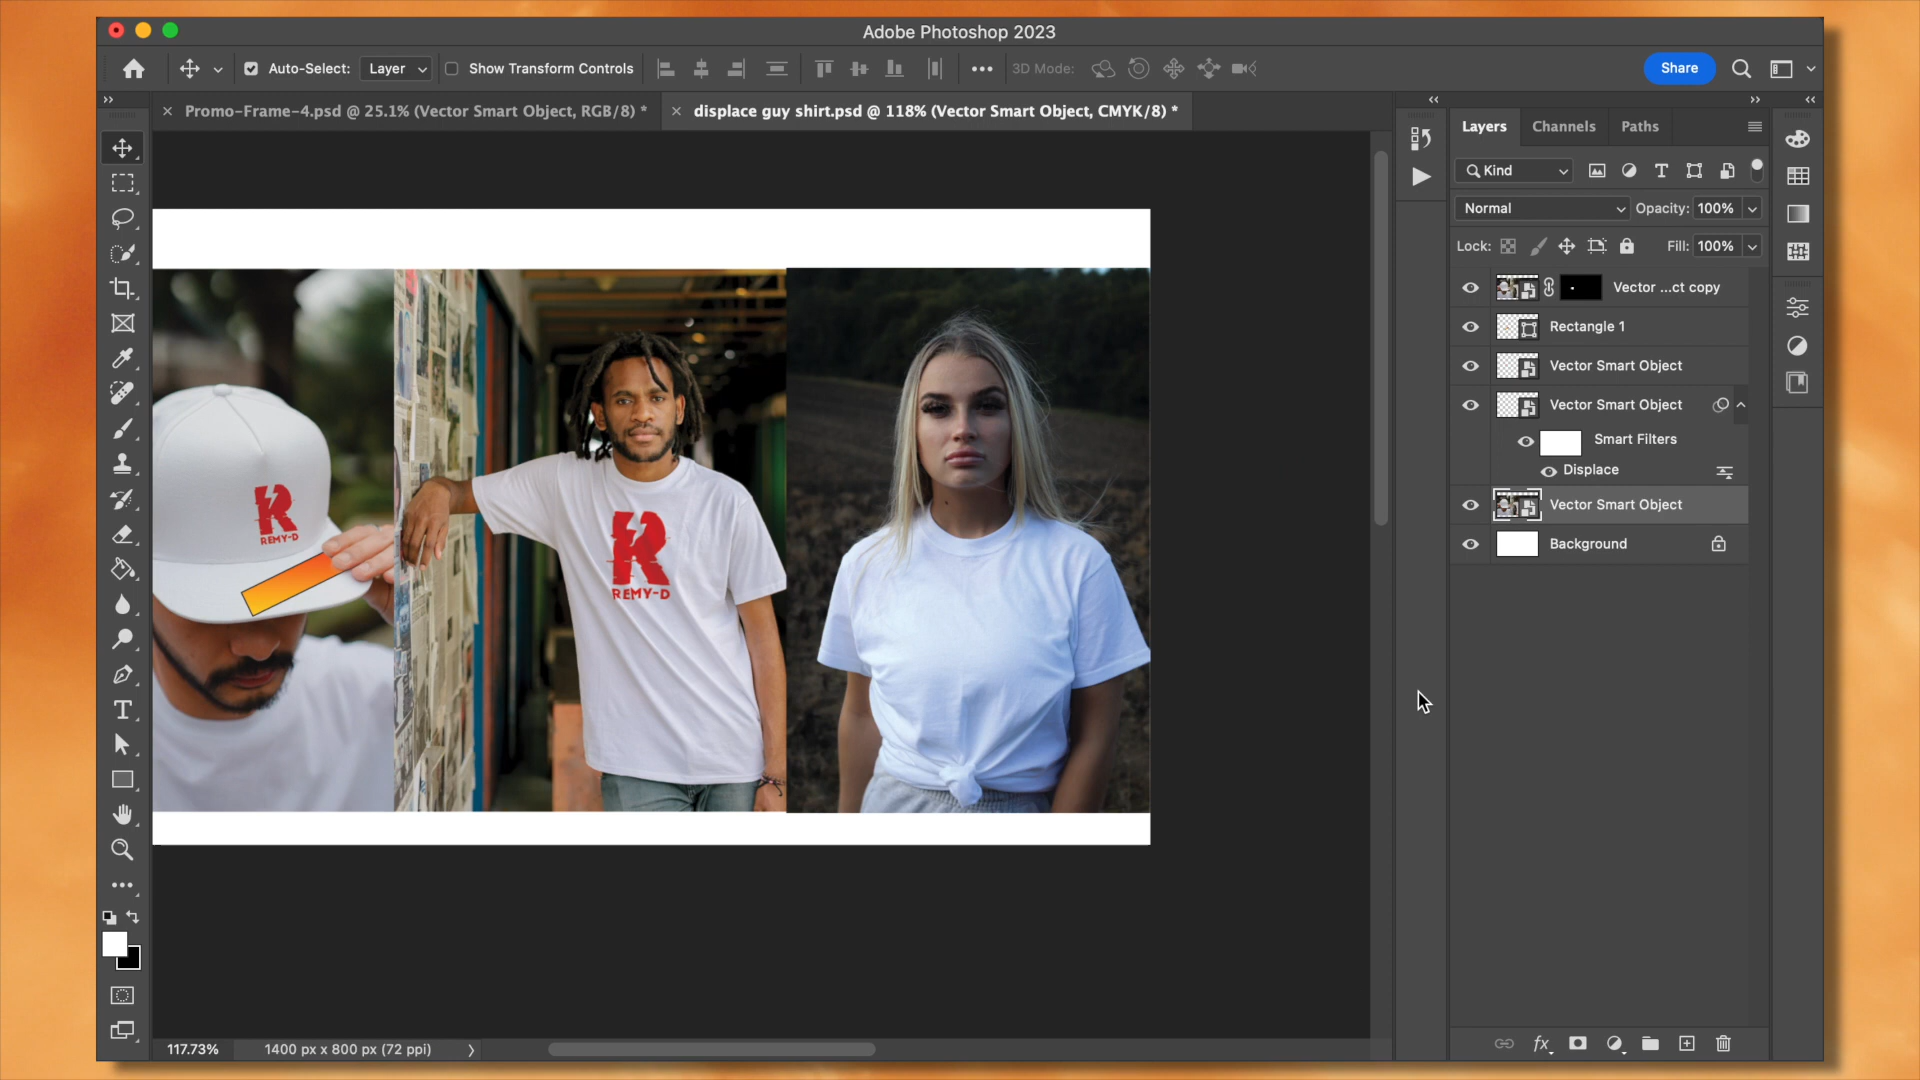 Adobe Photoshop 2023
Auto-Select: Layer Show Transform Controls 3D Mode: Share
Promo-Frame-4.psd @ 25.1% (Vector Smart Object, RGB/8) *
displace guy shirt.psd @ 118% (Vector Smart Object, CMYK/8) *
Layers Channels Paths
Kind
Normal Opacity: 100%
Lock: Fill: 100%
Vector ...ct copy
Rectangle 1
Vector Smart Object
Vector Smart Object
Smart Filters
Displace
Vector Smart Object
Background
R
REMY-D
R
REMY-D
117.73% 1400 px x 800 px (72 ppi)